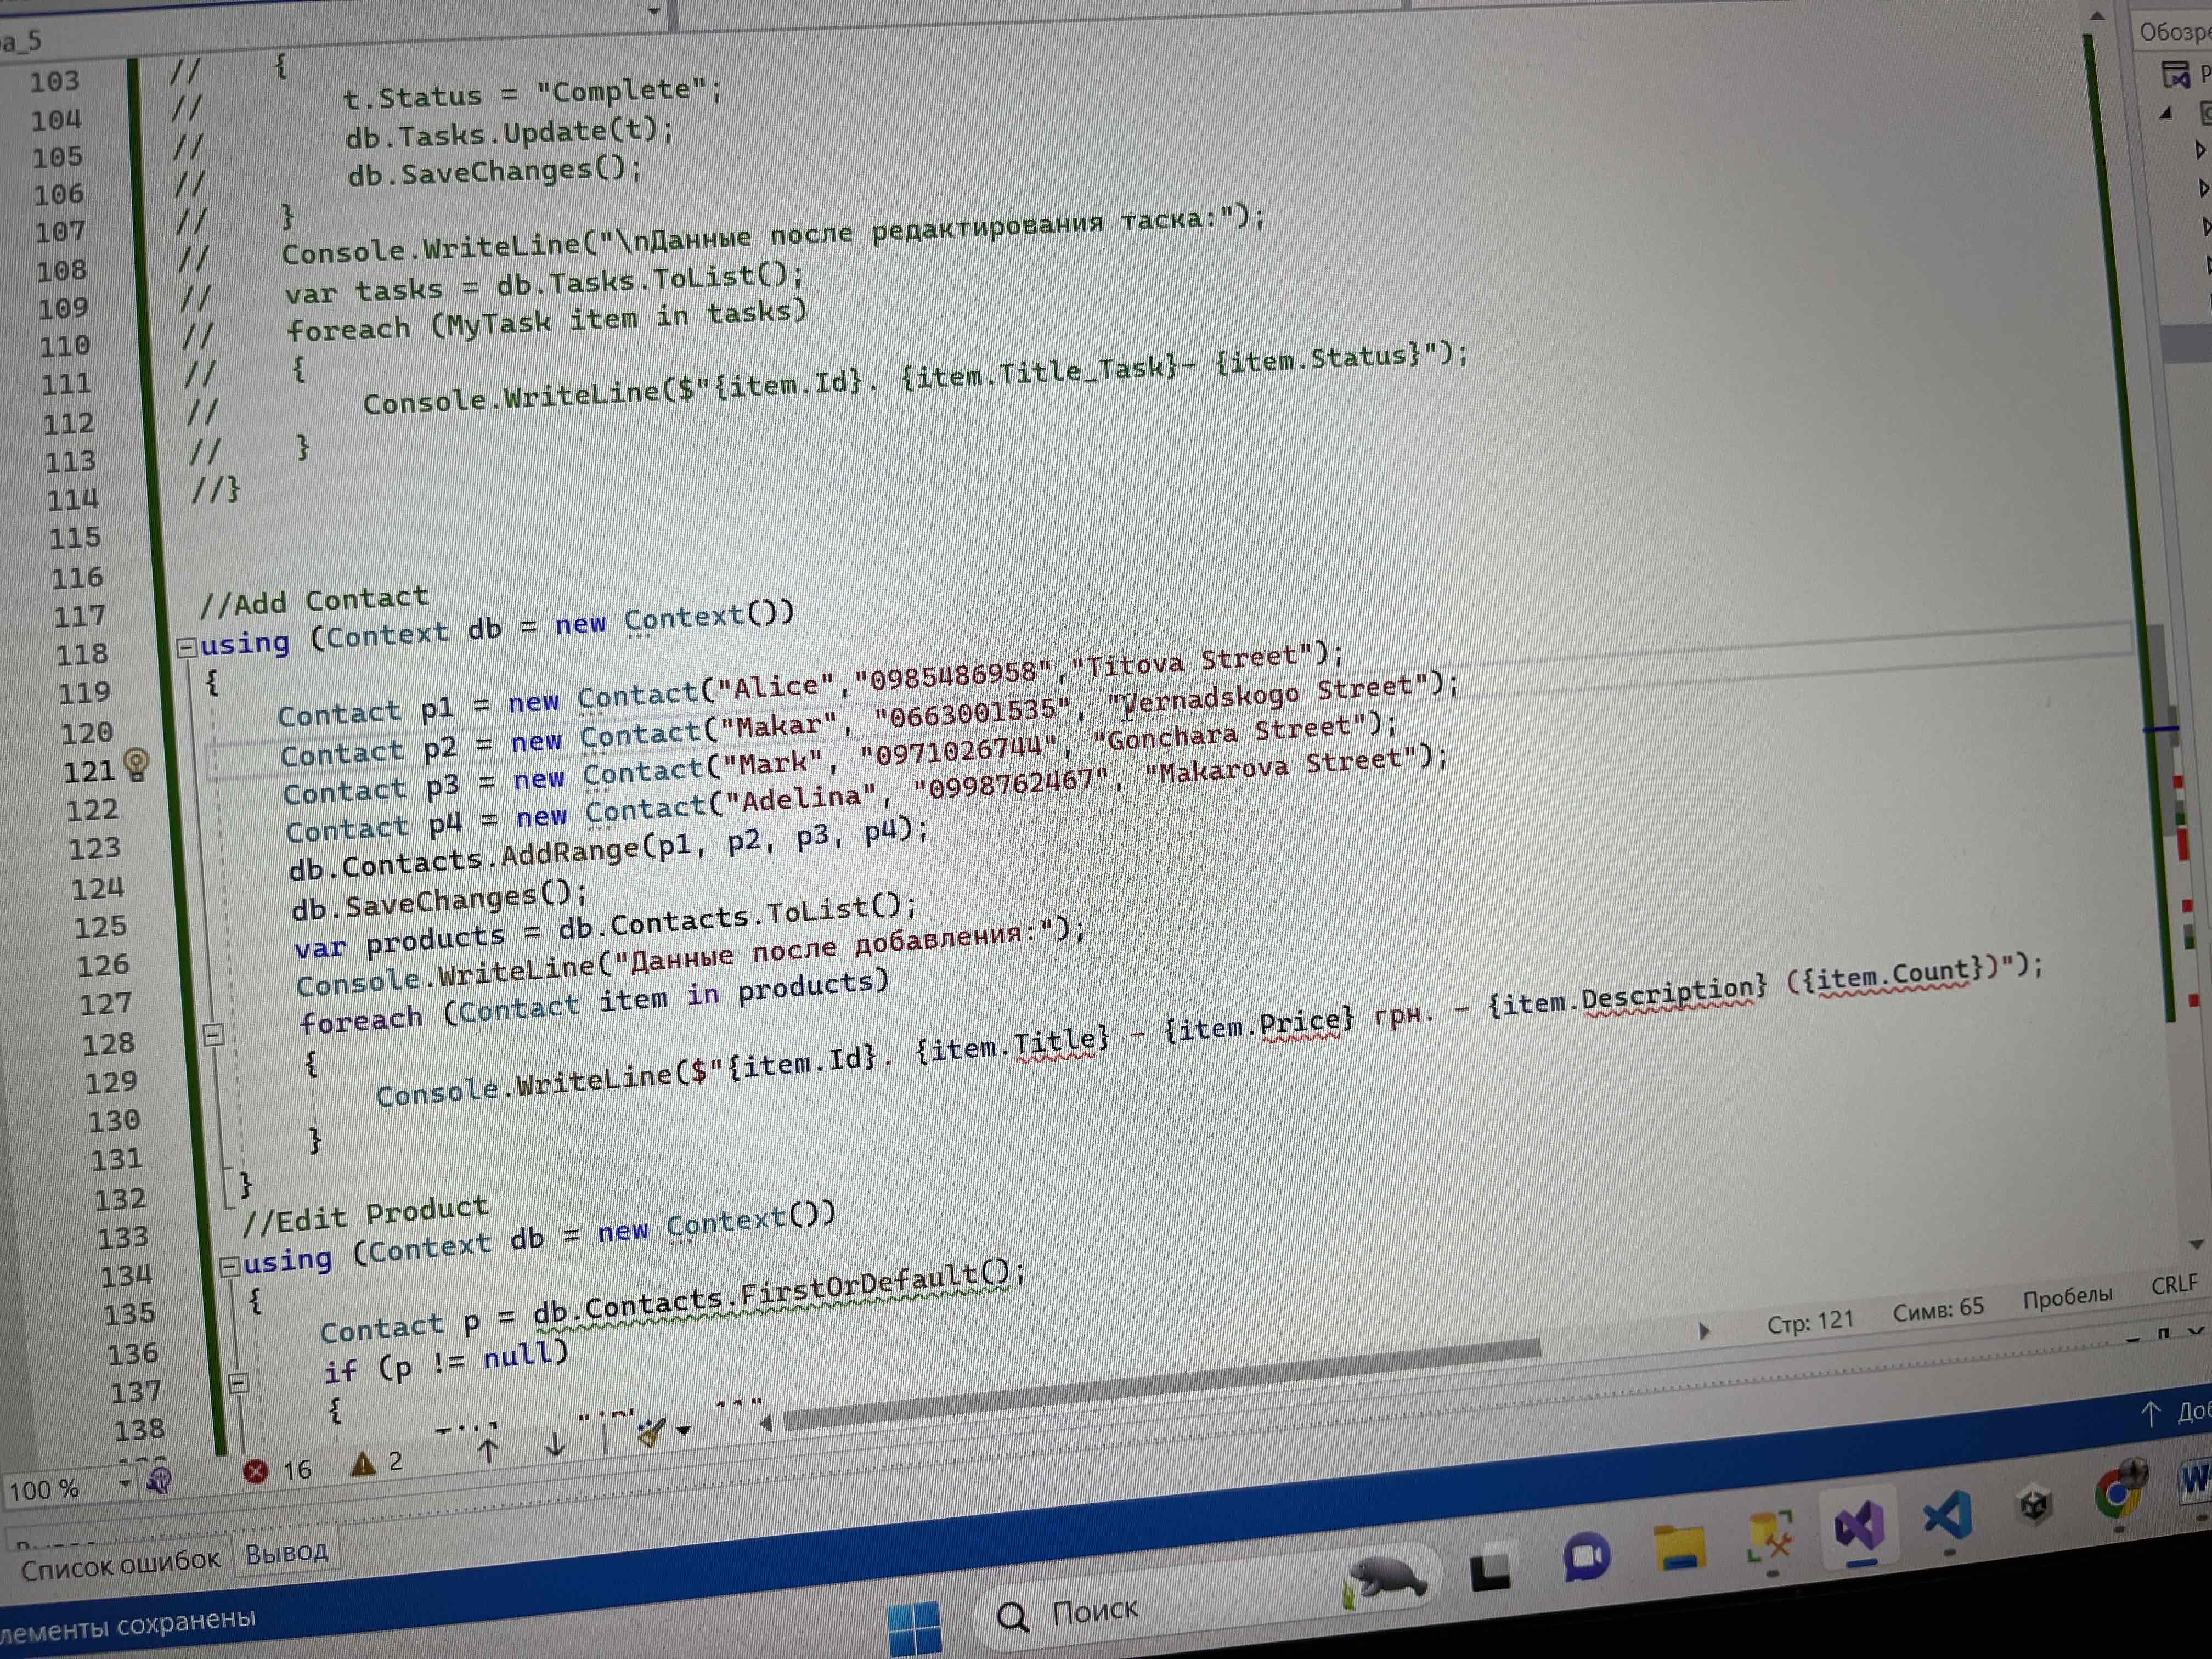 a_5
Обозре
103 // {
104 // t.Status = "Complete";
105 // db.Tasks.Update(t);
106 // db.SaveChanges();
107 // }
108 // Console.WriteLine("\nДанные после редактирования таска:");
109 // var tasks = db.Tasks.ToList();
110 // foreach (MyTask item in tasks)
111 // {
112 // Console.WriteLine($"{item.Id}. {item.Title_Task}- {item.Status}");
113 // }
114 //}
115
116
117 //Add Contact
118 using (Context db = new Context())
119 {
120 Contact p1 = new Contact("Alice","0985486958","Titova Street");
121 Contact p2 = new Contact("Makar", "0663001535", "Vernadskogo Street");
122 Contact p3 = new Contact("Mark", "0971026744", "Gonchara Street");
123 Contact p4 = new Contact("Adelina", "0998762467", "Makarova Street");
124 db.Contacts.AddRange(p1, p2, p3, p4);
125 db.SaveChanges();
126 var products = db.Contacts.ToList();
127 Console.WriteLine("Данные после добавления:");
128 foreach (Contact item in products)
129 {
130 Console.WriteLine($"{item.Id}. {item.Title} - {item.Price} грн. - {item.Description} ({item.Count})");
131 }
132 }
133 //Edit Product
134 using (Context db = new Context())
135 {
136 Contact p = db.Contacts.FirstOrDefault();
137 if (p != null)
138 {
100 % 16 2
Стр: 121 Симв: 65 Пробелы CRLF
Список ошибок Вывод
лементы сохранены
Доб
Поиск